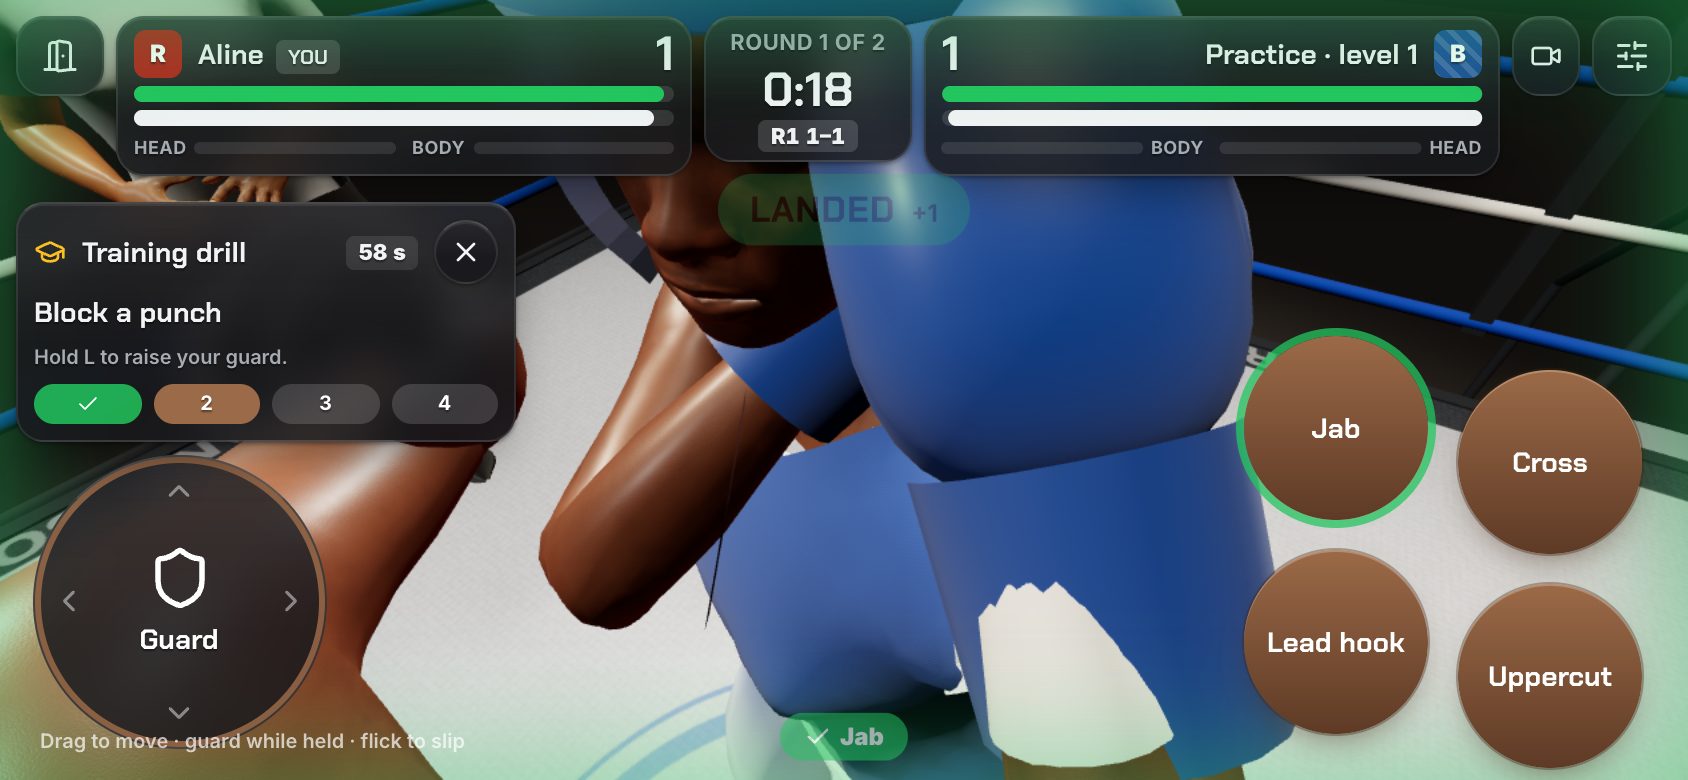 R Aline YOU 1
HEAD BODY
ROUND 1 OF 2
0:18
R1 1–1
1 Practice · level 1 B
BODY HEAD
LANDED +1
Training drill 58 s
Block a punch
Hold L to raise your guard.
2 3 4
Guard
Drag to move · guard while held · flick to slip
Jab
Cross
Lead hook
Uppercut
Jab